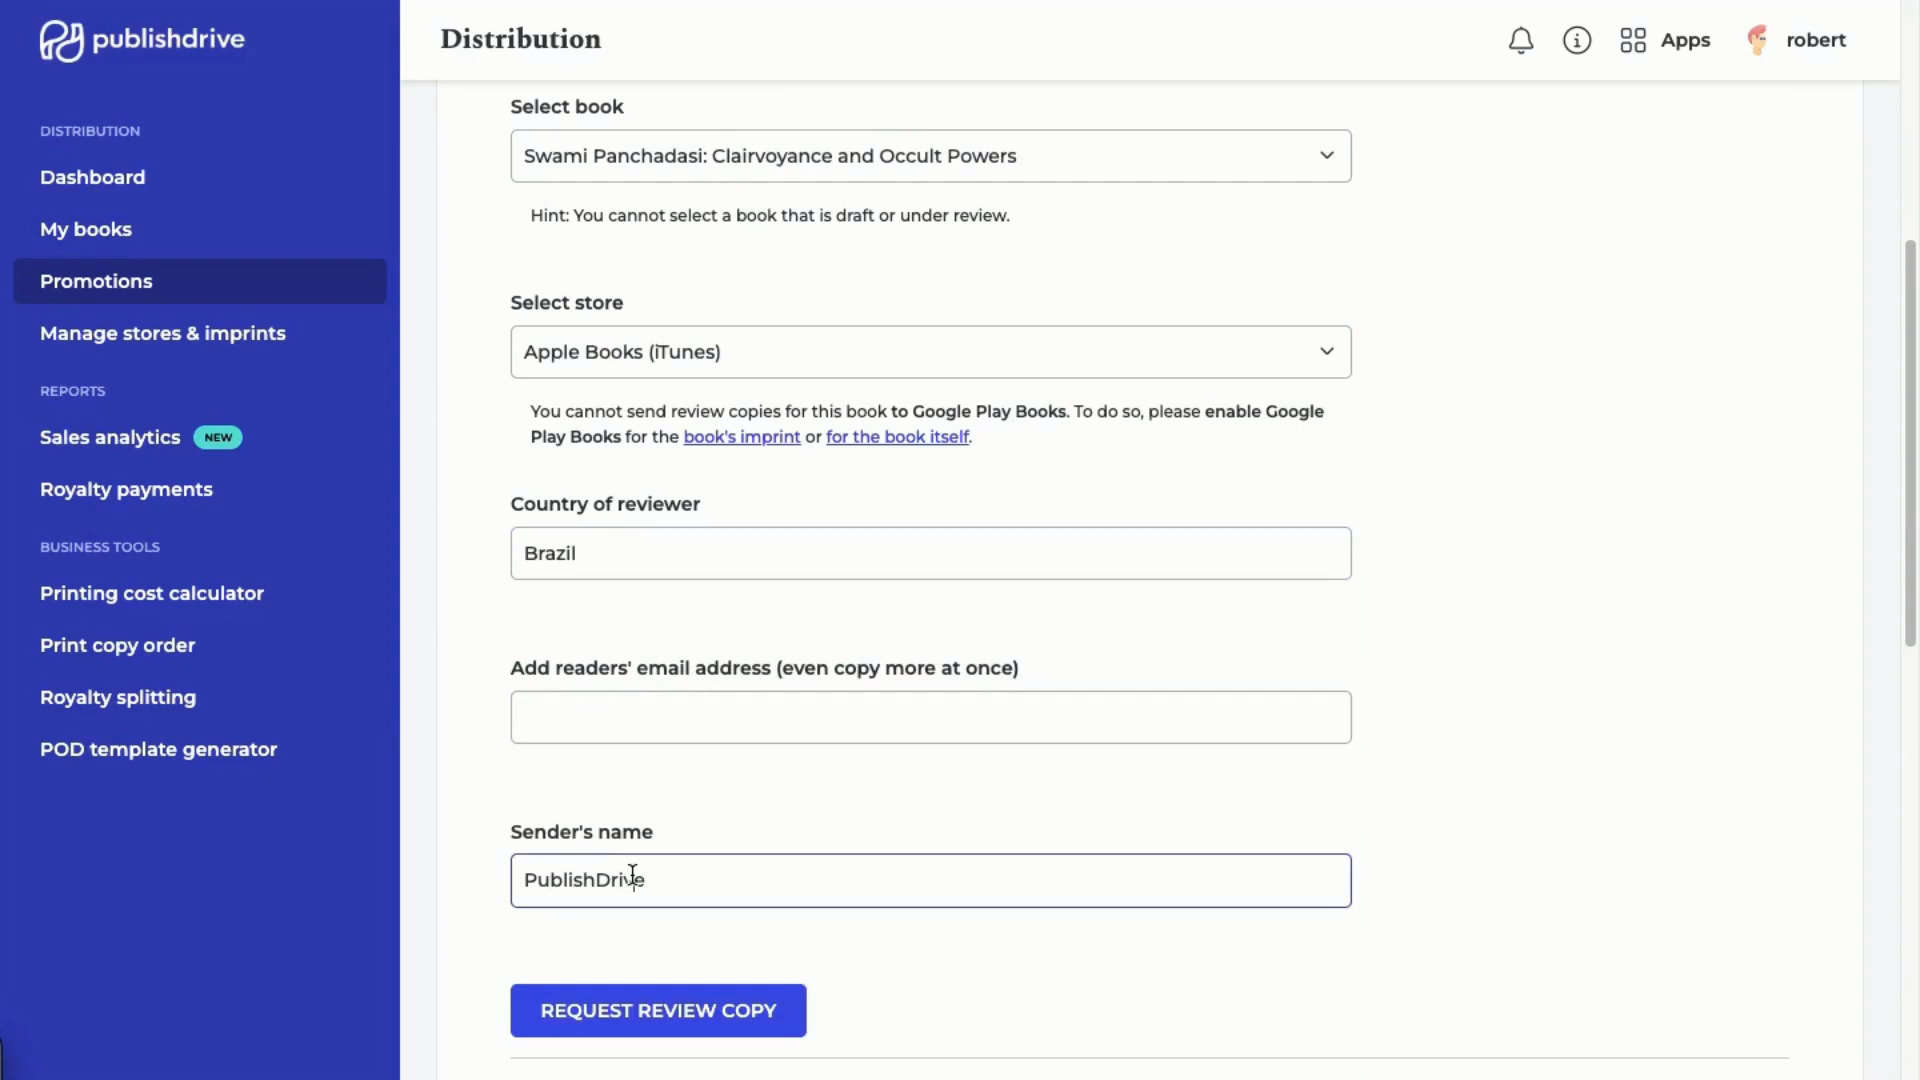 publishdrive
Distribution
Apps
robert
DISTRIBUTION
Dashboard
My books
Promotions
Manage stores & imprints
REPORTS
Sales analytics NEW
Royalty payments
BUSINESS TOOLS
Printing cost calculator
Print copy order
Royalty splitting
POD template generator
Select book
Swami Panchadasi: Clairvoyance and Occult Powers
Hint: You cannot select a book that is draft or under review.
Select store
Apple Books (iTunes)
You cannot send review copies for this book to Google Play Books. To do so, please enable Google
Play Books for the book's imprint or for the book itself.
Country of reviewer
Brazil
Add readers' email address (even copy more at once)
Sender's name
PublishDrive
REQUEST REVIEW COPY